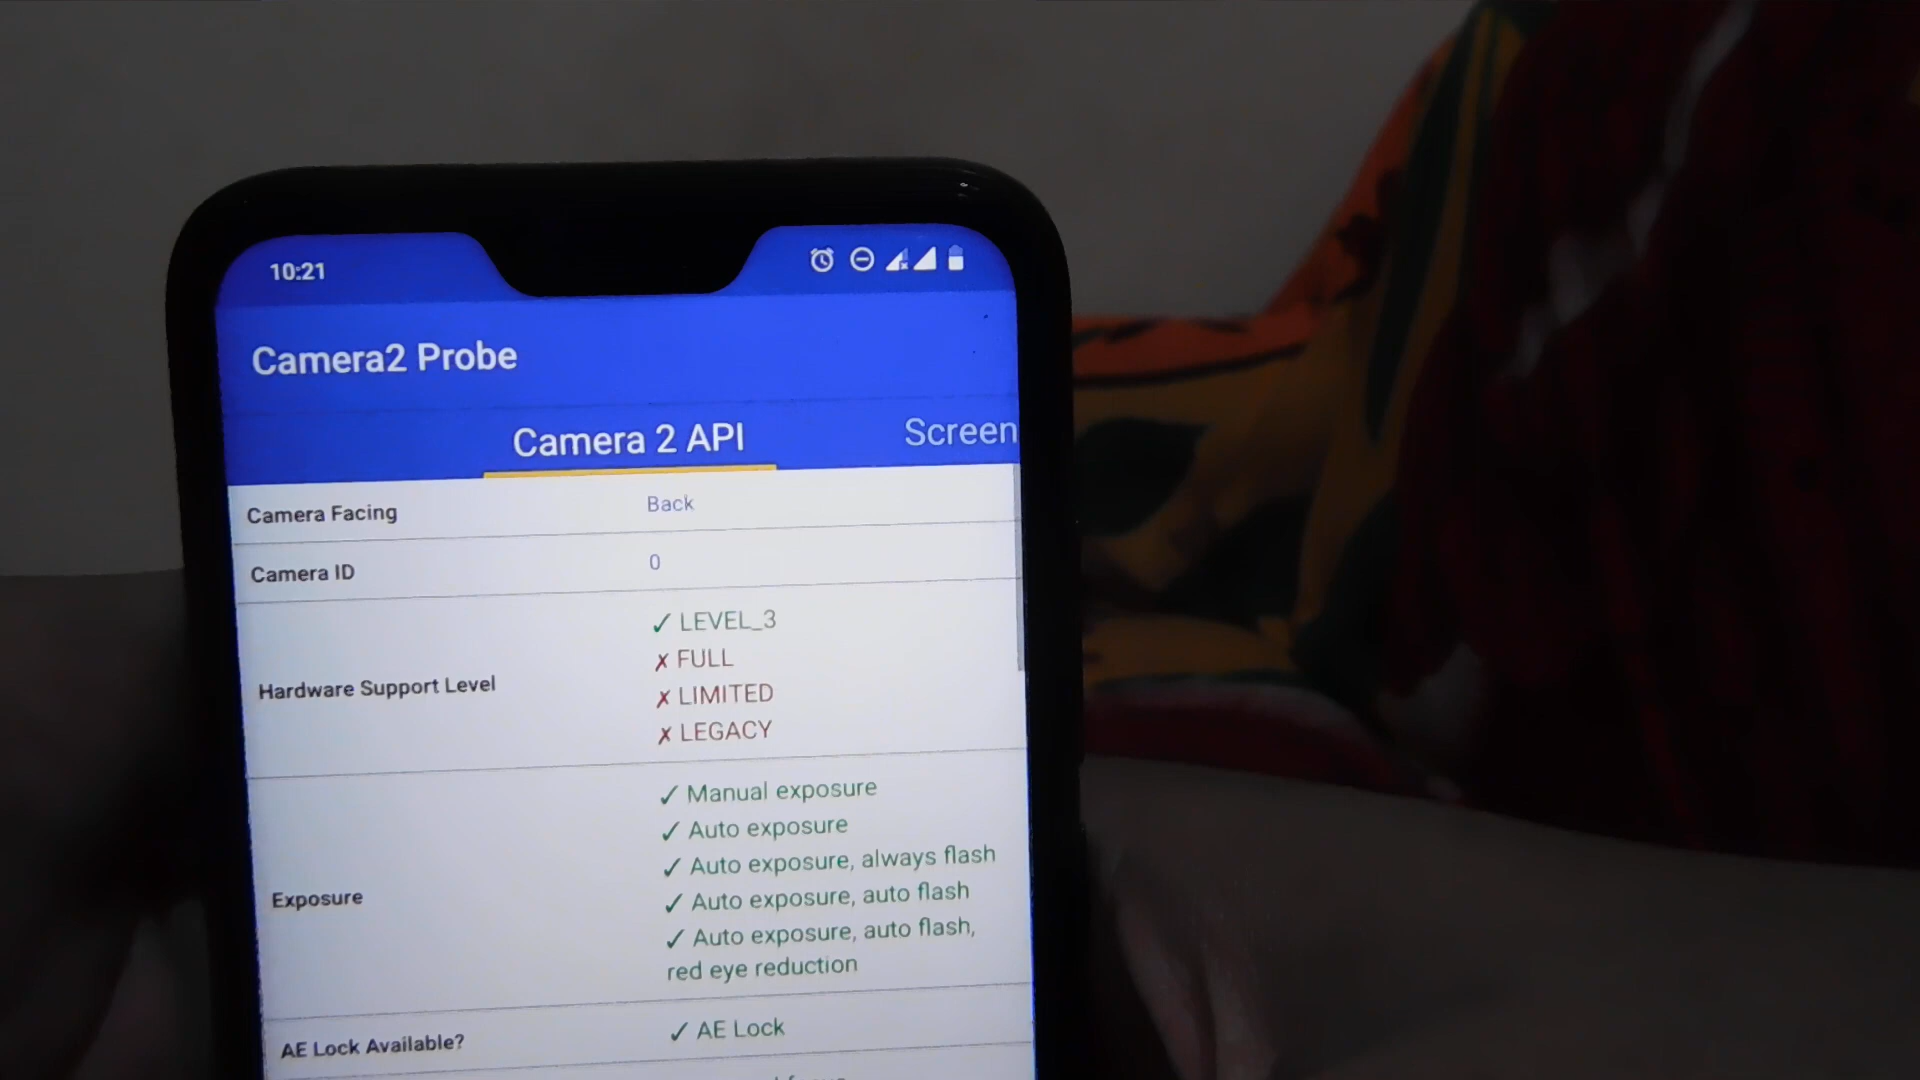 10:21
Camera2 Probe
Camera 2 API Screen
Camera Facing Back
Camera ID 0
Hardware Support Level
✓ LEVEL_3
✗ FULL
✗ LIMITED
✗ LEGACY
Exposure
✓ Manual exposure
✓ Auto exposure
✓ Auto exposure, always flash
✓ Auto exposure, auto flash
✓ Auto exposure, auto flash,
red eye reduction
AE Lock Available? ✓ AE Lock